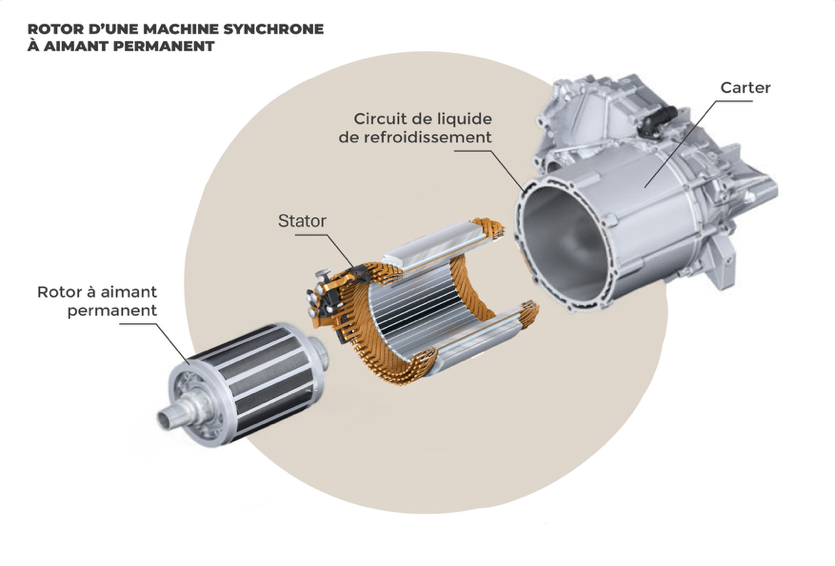 ROTOR D’UNE MACHINE SYNCHRONE
À AIMANT PERMANENT
Carter
Circuit de liquide
de refroidissement
Stator
Rotor à aimant
permanent